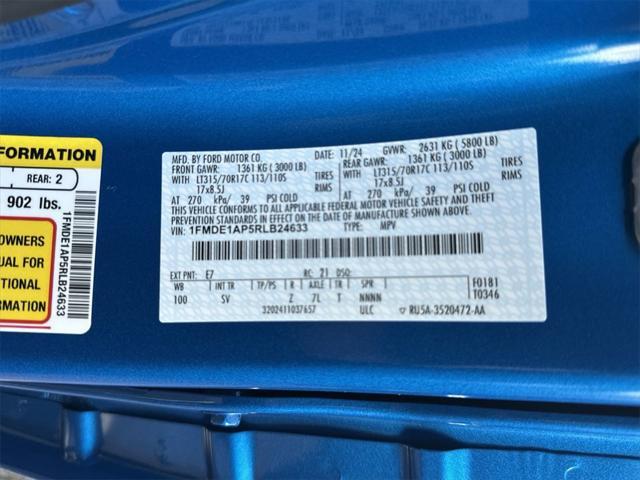 FORMATION
REAR: 2
902 lbs.
OWNERS
UAL FOR
TIONAL
FORMATION
1FMDE1AP5RLB24633
MFD. BY FORD MOTOR CO.
DATE: 11/24 GVWR: 2631 KG ( 5800 LB)
FRONT GAWR: 1361 KG ( 3000 LB)
REAR GAWR: 1361 KG ( 3000 LB)
WITH LT315/70R17C 113/110S TIRES
WITH LT315/70R17C 113/110S TIRES
17x8.5J RIMS
17x8.5J RIMS
AT 270 kPa/ 39 PSI COLD
AT 270 kPa/ 39 PSI COLD
THIS VEHICLE CONFORMS TO ALL APPLICABLE FEDERAL MOTOR VEHICLE SAFETY AND
THEFT PREVENTION STANDARDS IN EFFECT ON THE DATE OF MANUFACTURE SHOWN ABOVE.
VIN: 1FMDE1AP5RLB24633 TYPE: MPV
EXT PNT: E7 RC: 21 DSO:
WB INT TR TP/PS R AXLE TR SPR
100 SV Z 7L T NNNN
F0181
T0346
3202411037657 ULC RU5A-3520472-AA